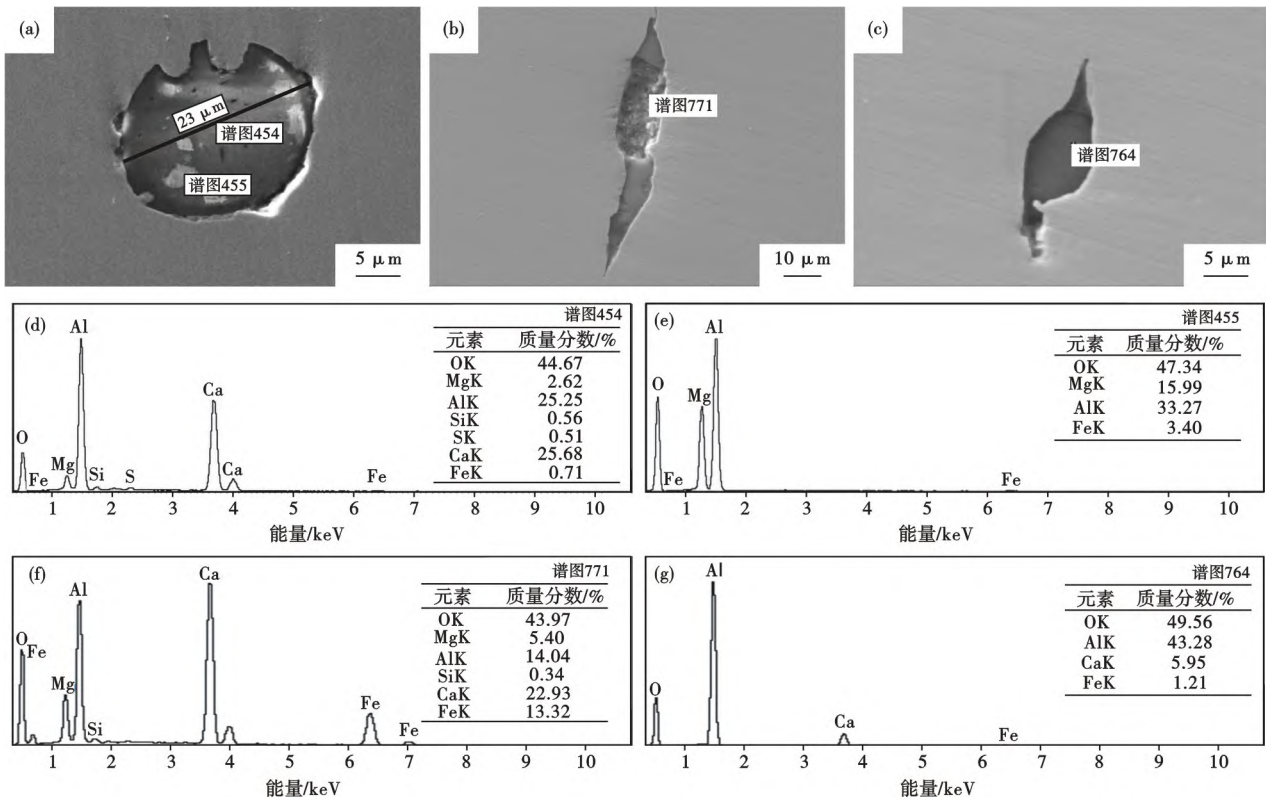 (a)
23 μm
谱图454
谱图455
5 μm
(b)
谱图771
10 μm
(c)
谱图764
5 μm
(d)
谱图454
元素 质量分数/%
OK 44.67
MgK 2.62
AlK 25.25
SiK 0.56
SK 0.51
CaK 25.68
FeK 0.71
O
Fe
Mg
Al
Si
S
Ca
Ca
Fe
1 2 3 4 5 6 7 8 9 10
能量/keV
(e)
谱图455
元素 质量分数/%
OK 47.34
MgK 15.99
AlK 33.27
FeK 3.40
O
Fe
Mg
Al
Fe
1 2 3 4 5 6 7 8 9 10
能量/keV
(f)
谱图771
元素 质量分数/%
OK 43.97
MgK 5.40
AlK 14.04
SiK 0.34
CaK 22.93
FeK 13.32
O
Fe
Mg
Al
Si
Ca
Fe
Fe
1 2 3 4 5 6 7 8 9 10
能量/keV
(g)
谱图764
元素 质量分数/%
OK 49.56
AlK 43.28
CaK 5.95
FeK 1.21
O
Al
Ca
Fe
1 2 3 4 5 6 7 8 9 10
能量/keV